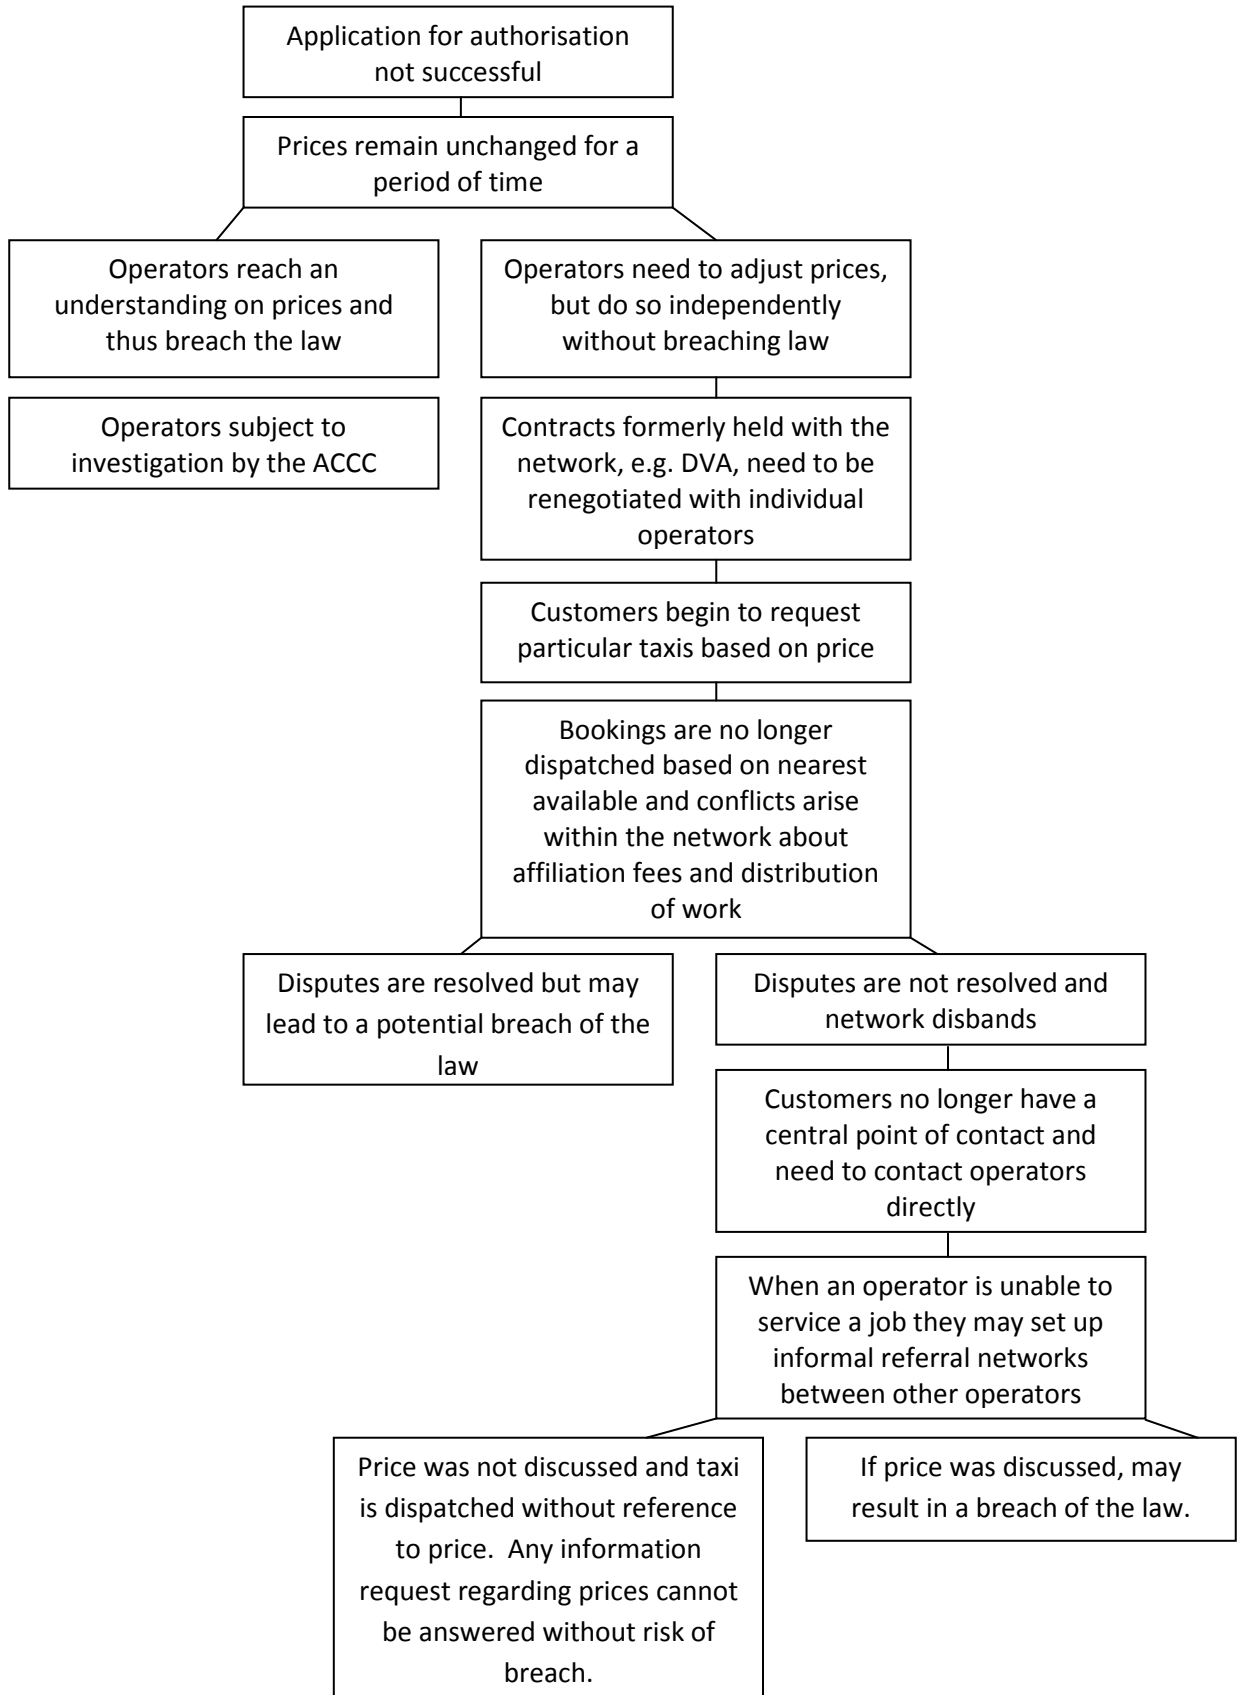 Application for authorisation
not successful
Prices remain unchanged for a
period of time
Operators reach an
understanding on prices and
thus breach the law
Operators need to adjust prices,
but do so independently
without breaching law
Operators subject to
investigation by the ACCC
Contracts formerly held with the
network, e.g. DVA, need to be
renegotiated with individual
operators
Customers begin to request
particular taxis based on price
Bookings are no longer
dispatched based on nearest
available and conflicts arise
within the network about
affiliation fees and distribution
of work
Disputes are resolved but may
lead to a potential breach of the
law
Disputes are not resolved and
network disbands
Customers no longer have a
central point of contact and
need to contact operators
directly
When an operator is unable to
service a job they may set up
informal referral networks
between other operators
Price was not discussed and taxi
is dispatched without reference
to price.  Any information
request regarding prices cannot
be answered without risk of
breach.
If price was discussed, may
result in a breach of the law.